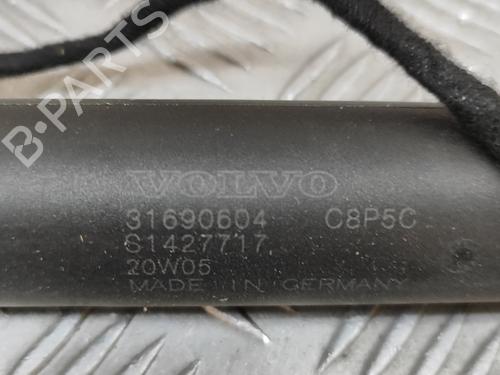 B-PARTS
VOLVO
31690604 C8P5C
S1427717
20W05
MADE IN GERMANY